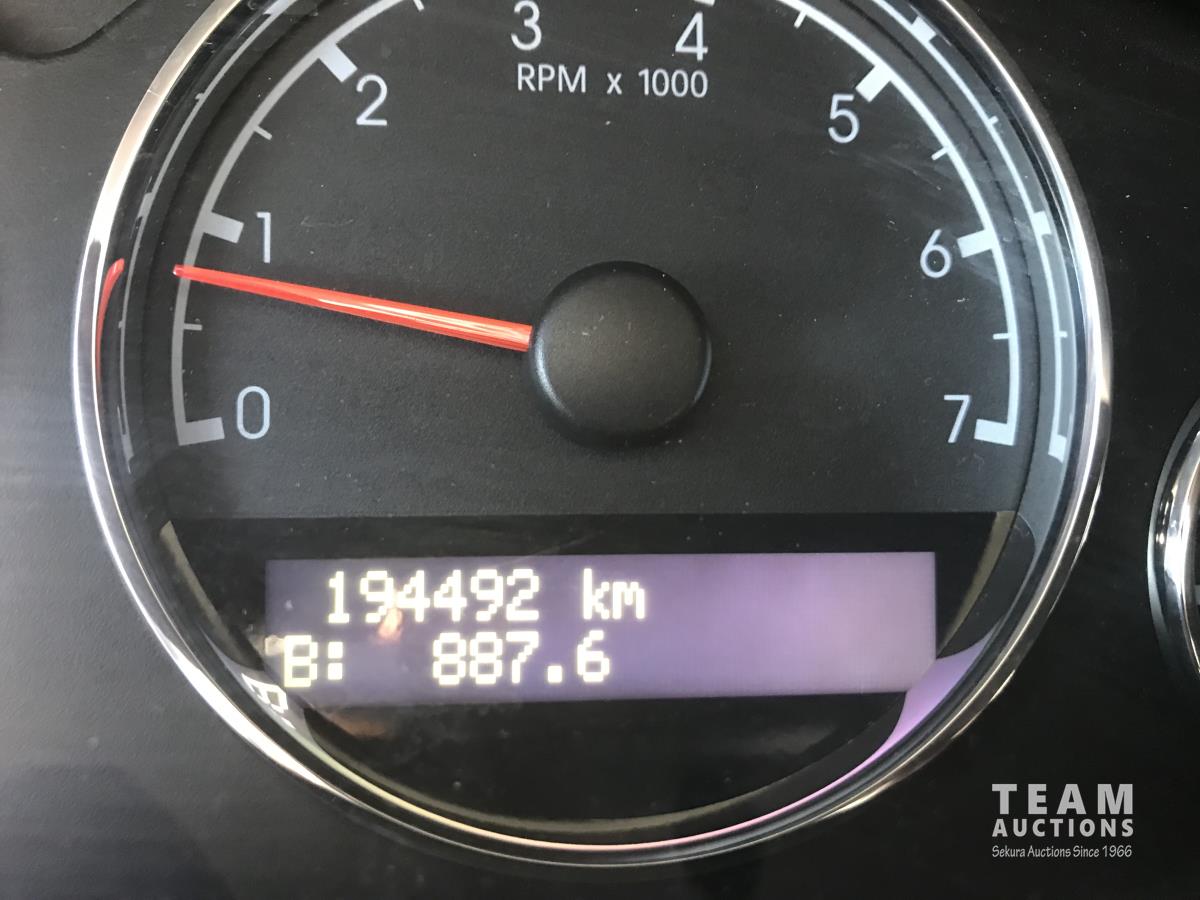 3 4
RPM x 1000
2 5
1 6
0 7
194492 km
B: 887.6
TEAM
AUCTIONS
Sekura Auctions Since 1966